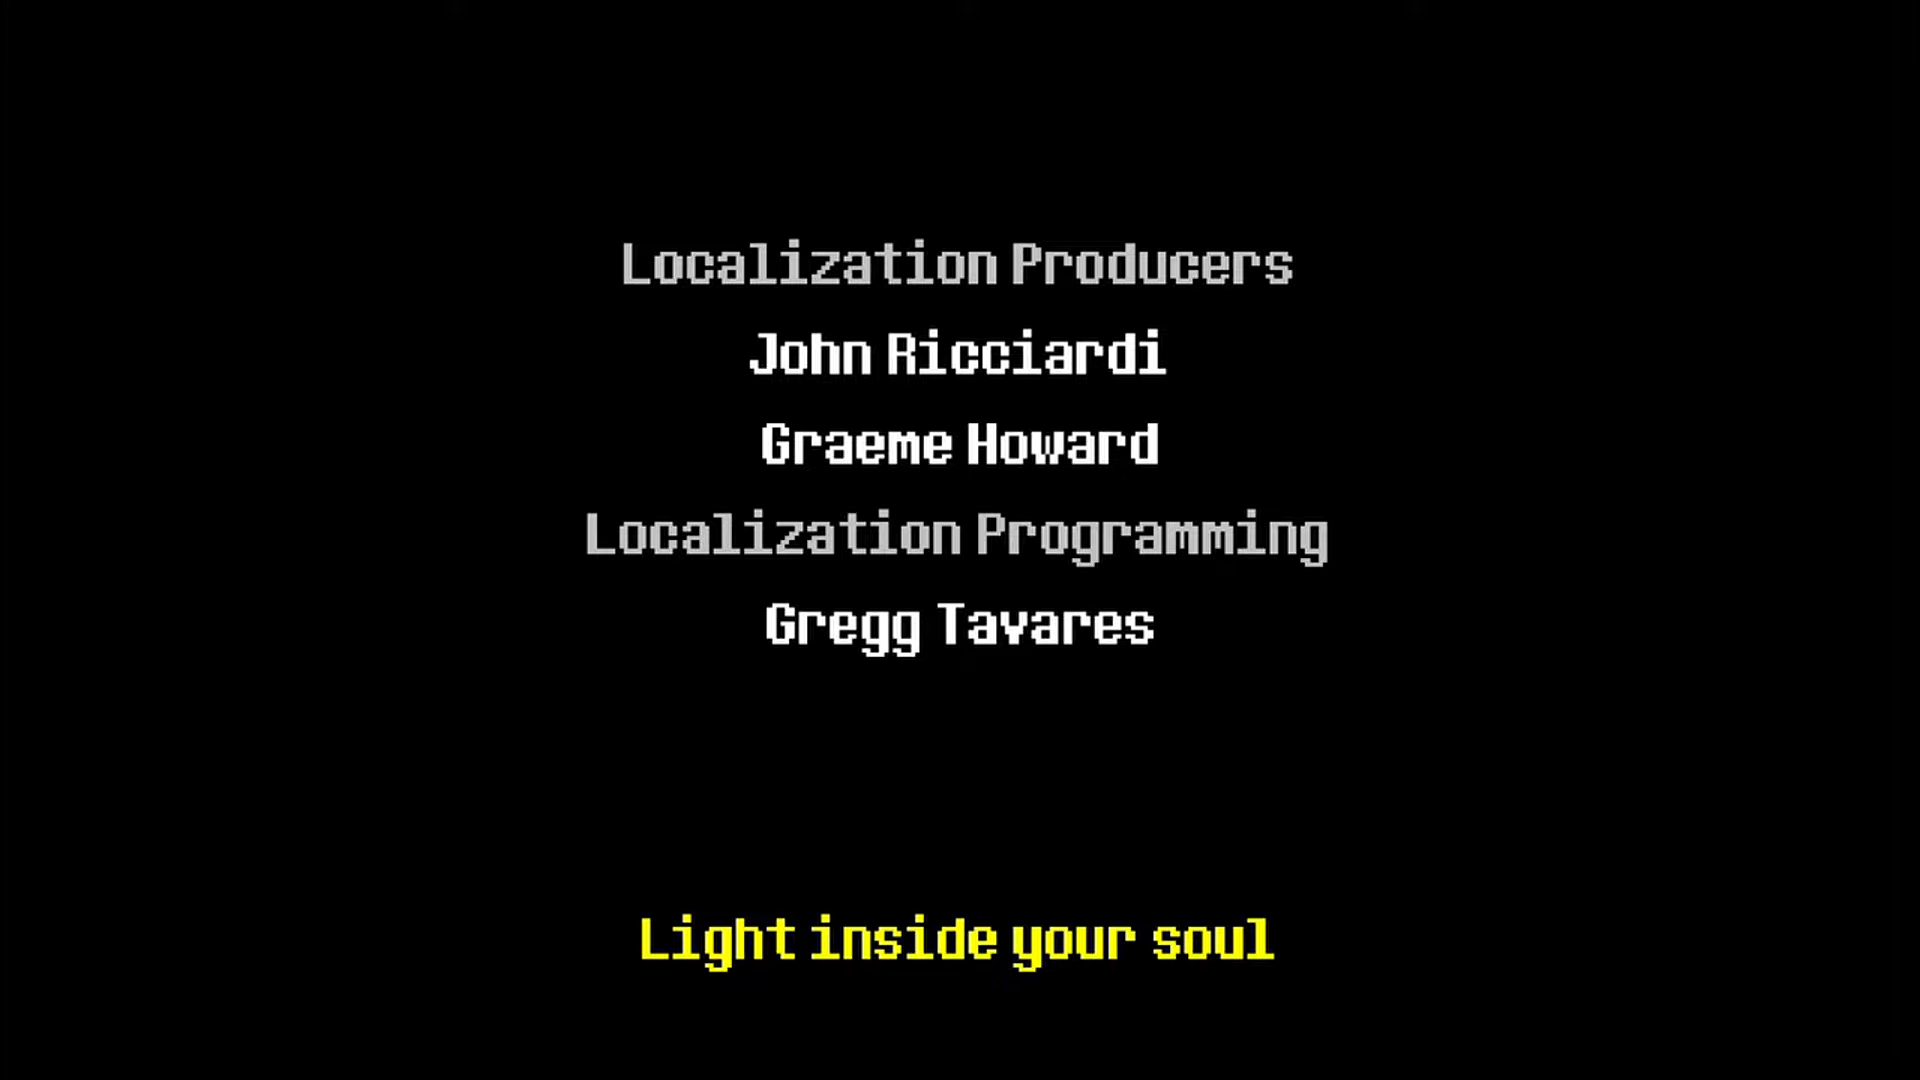 Localization Producers
John Ricciardi
Graeme Howard
Localization Programming
Gregg Tavares
Light inside your soul